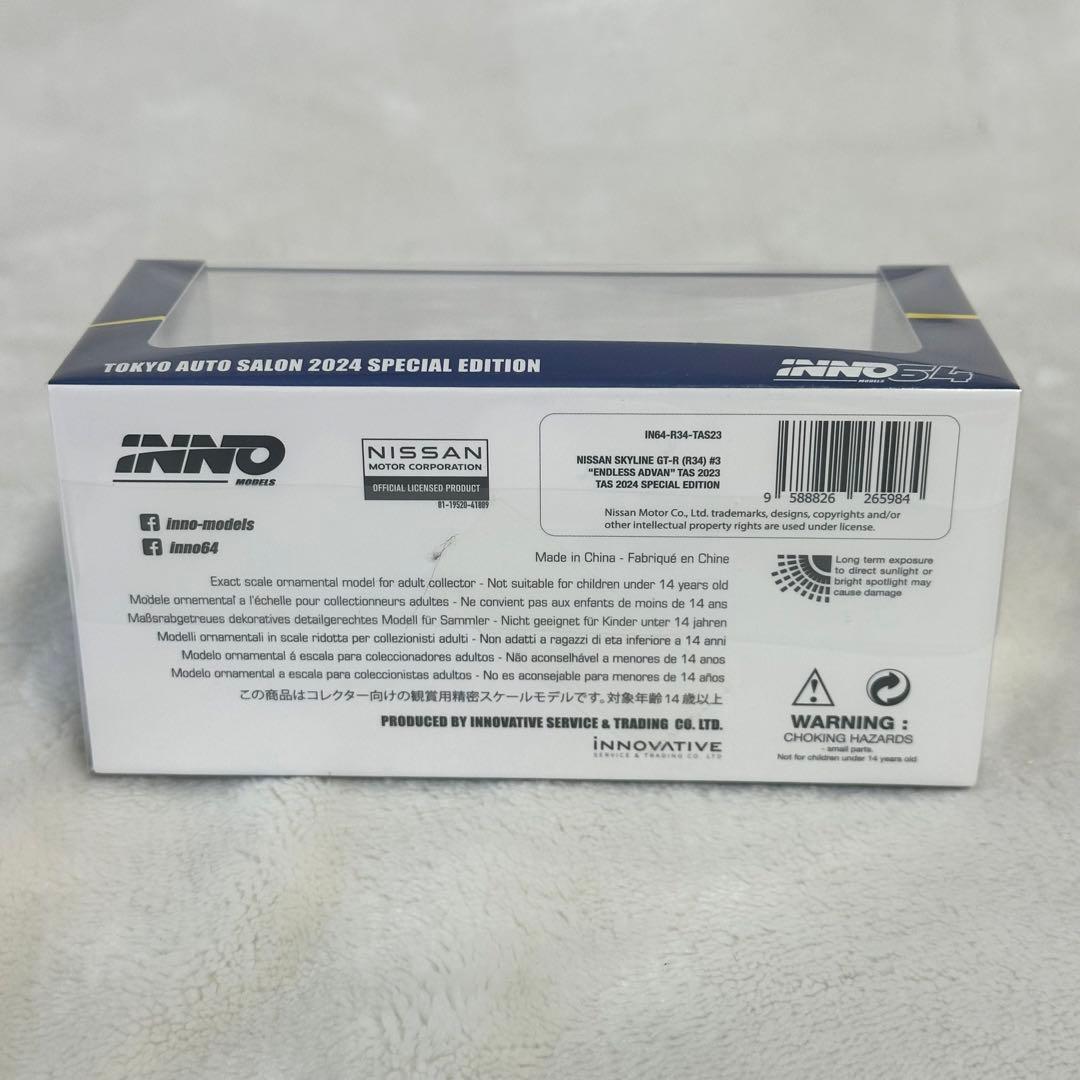 TOKYO AUTO SALON 2024 SPECIAL EDITION
INNO64
MODELS
INNO
MODELS
inno-models
inno64
NISSAN
MOTOR CORPORATION
OFFICIAL LICENSED PRODUCT
01-19520-41809
IN64-R34-TAS23
NISSAN SKYLINE GT-R (R34) #3
"ENDLESS ADVAN" TAS 2023
TAS 2024 SPECIAL EDITION
9 588826 265984
Nissan Motor Co., Ltd. trademarks, designs, copyrights and/or
other intellectual property rights are used under license.
Made in China - Fabriqué en Chine
Exact scale ornamental model for adult collector - Not suitable for children under 14 years old
Modèle ornemental a l'échelle pour collectionneurs adultes - Ne convient pas aux enfants de moins de 14 ans
Maßsrabgetreues dekoratives detailgerechtes Modell für Sammler - Nicht geeignet für Kinder unter 14 jahren
Modelli ornamentali in scale ridotta per collezionisti adulti - Non adatti a ragazzi di eta inferiore a 14 anni
Modelo ornamental á escala para coleccionadores adultos - Não aconselhável a menores de 14 anos
Modelo ornamental a escala para coleccionistas adultos - No es aconsejable para menores de 14 años
この商品はコレクター向けの観賞用精密スケールモデルです。対象年齢14歳以上
PRODUCED BY INNOVATIVE SERVICE & TRADING CO. LTD.
INNOVATIVE
SERVICE & TRADING CO. LTD
Long term exposure
to direct sunlight or
bright spotlight may
cause damage
WARNING :
CHOKING HAZARDS
- small parts.
Not for children under 14 years old